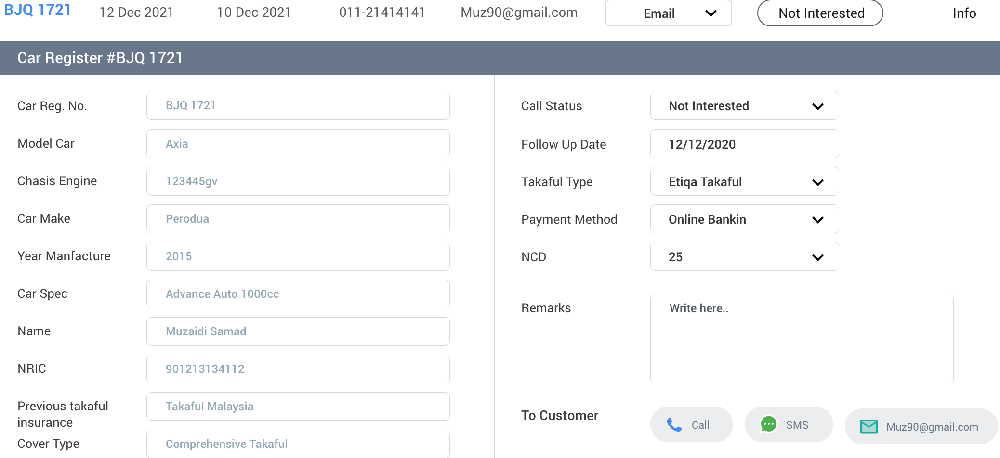 BJQ 1721 12 Dec 2021 10 Dec 2021 011-21414141 Muz90@gmail.com Email Not Interested Info
Car Register #BJQ 1721
Car Reg. No. BJQ 1721
Model Car Axia
Chasis Engine 123445gv
Car Make Perodua
Year Manfacture 2015
Car Spec Advance Auto 1000cc
Name Muzaidi Samad
NRIC 901213134112
Previous takaful Takaful Malaysia
insurance
Cover Type Comprehensive Takaful
Call Status Not Interested
Follow Up Date 12/12/2020
Takaful Type Etiqa Takaful
Payment Method Online Bankin
NCD 25
Remarks Write here..
To Customer Call SMS Muz90@gmail.com